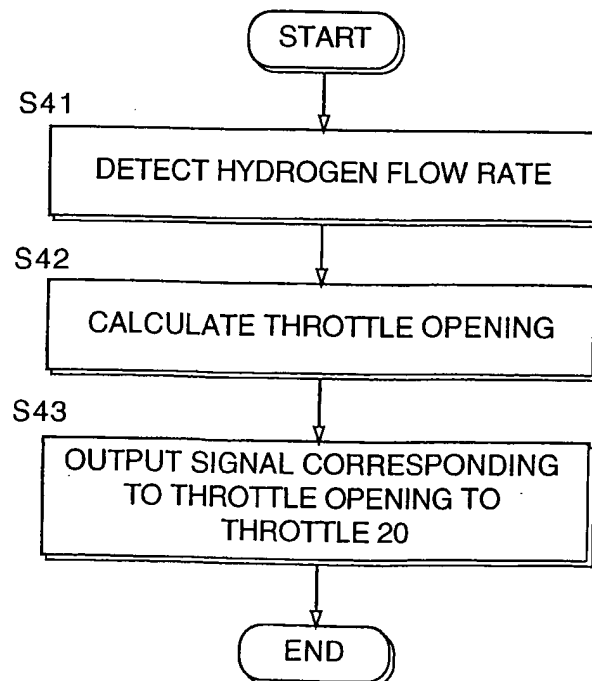 START
S41
DETECT HYDROGEN FLOW RATE
S42
CALCULATE THROTTLE OPENING
S43
OUTPUT SIGNAL CORRESPONDING
TO THROTTLE OPENING TO
THROTTLE 20
END